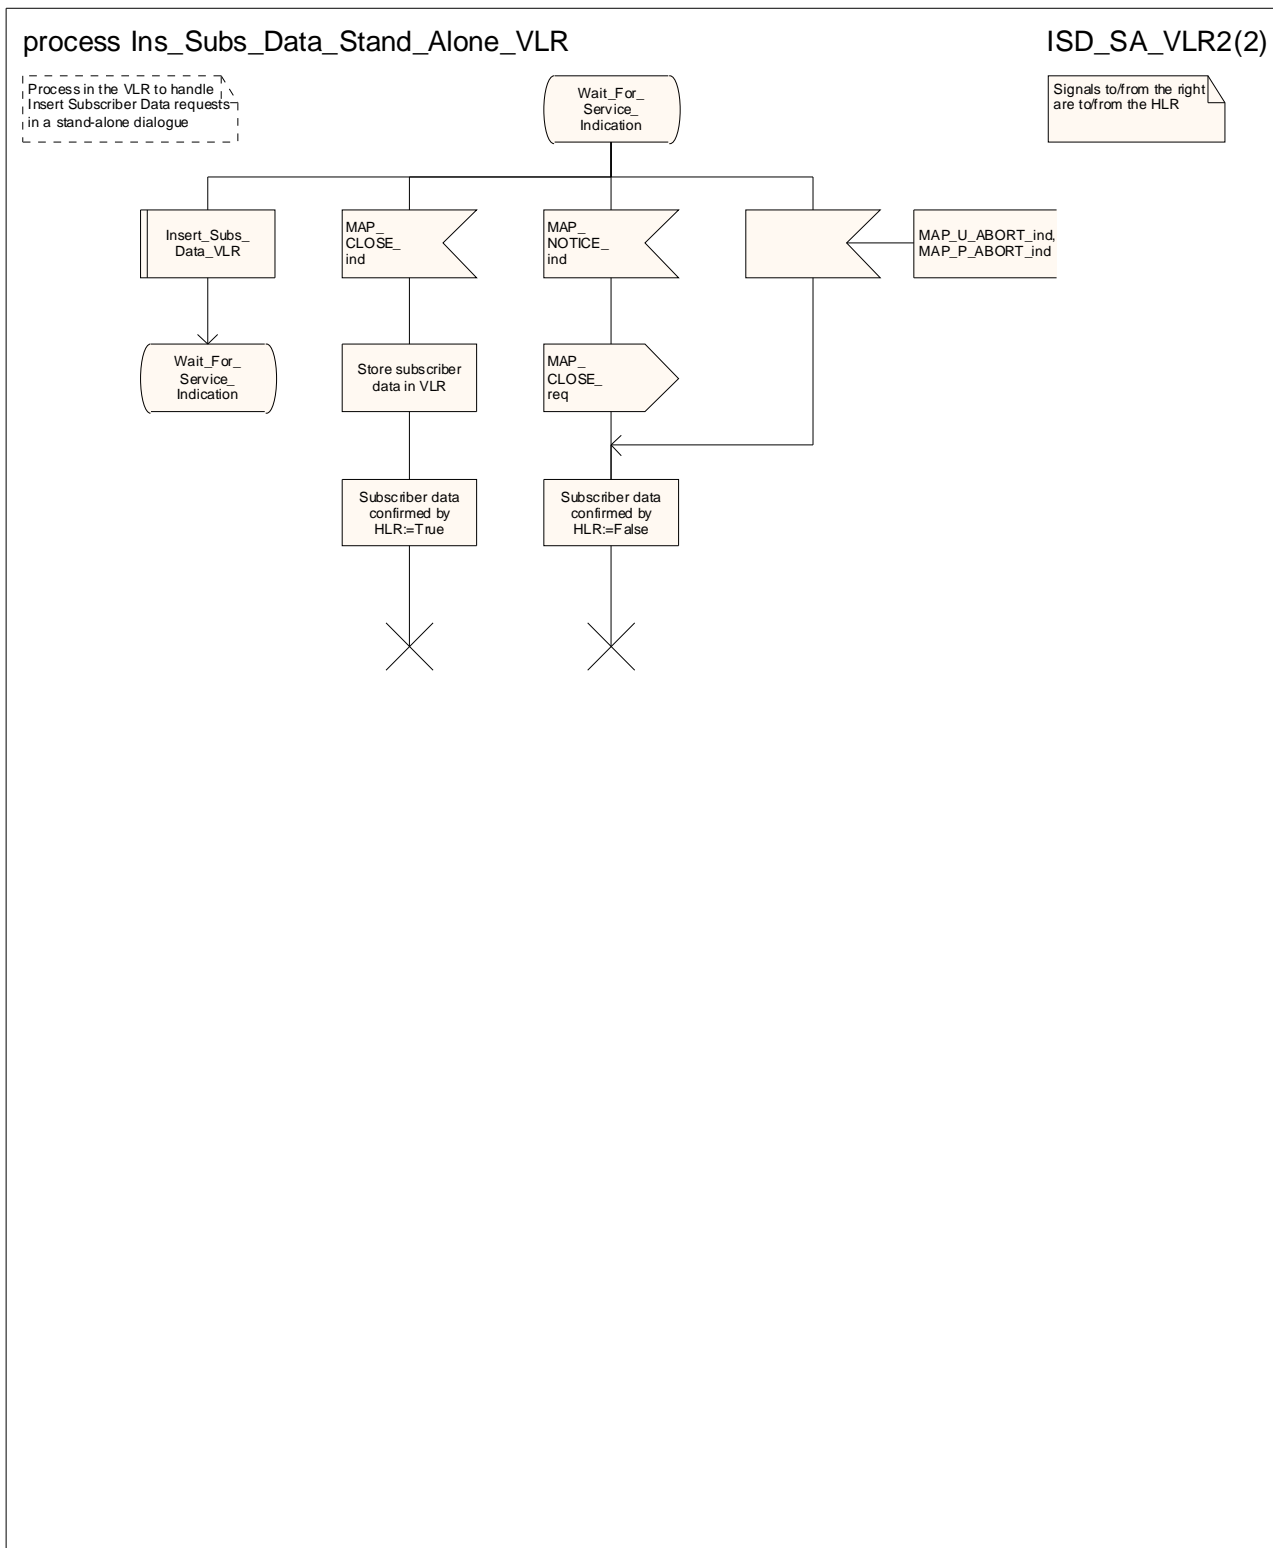 process Ins_Subs_Data_Stand_Alone_VLR
ISD_SA_VLR2(2)
Process in the VLR to handle
Insert Subscriber Data requests
in a stand-alone dialogue
Wait_For_
Service_
Indication
Signals to/from the right
are to/from the HLR
Insert_Subs_
Data_VLR
MAP_
CLOSE_
ind
MAP_
NOTICE_
ind
MAP_U_ABORT_ind,
MAP_P_ABORT_ind
Wait_For_
Service_
Indication
Store subscriber
data in VLR
MAP_
CLOSE_
req
Subscriber data
confirmed by
HLR:=True
Subscriber data
confirmed by
HLR:=False